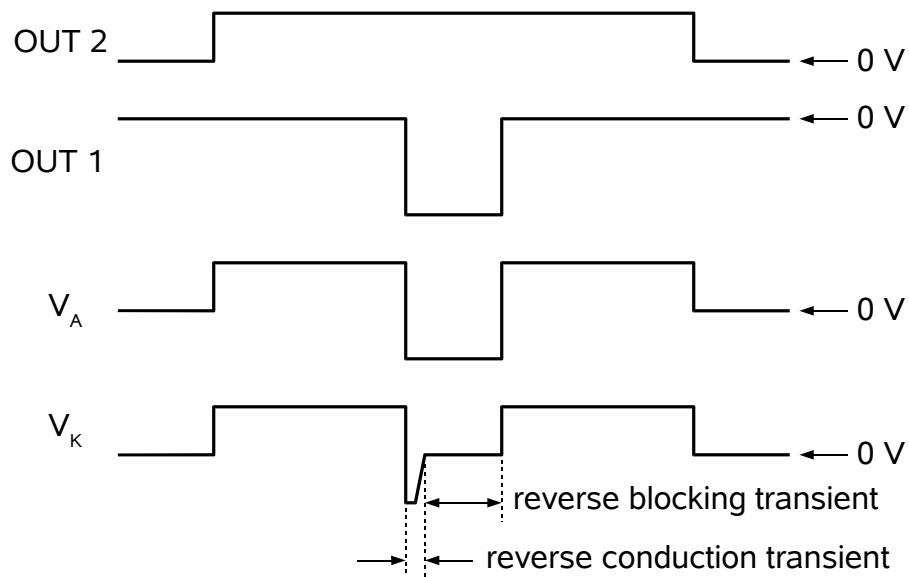 OUT 2
0 V
0 V
OUT 1
V_A
0 V
V_K
0 V
reverse blocking transient
reverse conduction transient